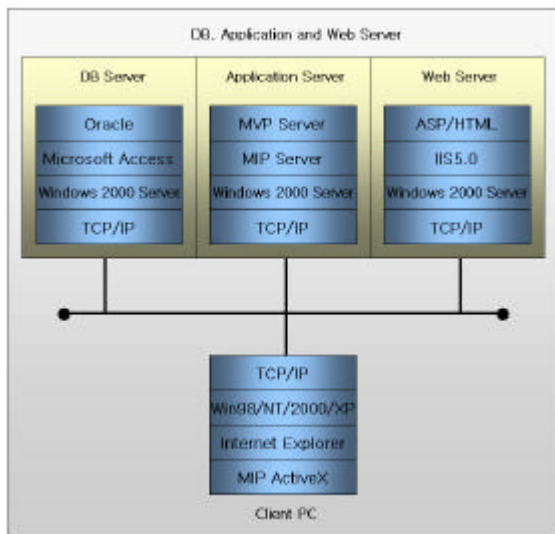 DB, Application and Web Server
DB Server
Oracle
Microsoft Access
Windows 2000 Server
TCP/IP
Application Server
MVP Server
MIP Server
Windows 2000 Server
TCP/IP
Web Server
ASP/HTML
IIS5.0
Windows 2000 Server
TCP/IP
TCP/IP
Win98/NT/2000/XP
Internet Explorer
MIP ActiveX
Client PC